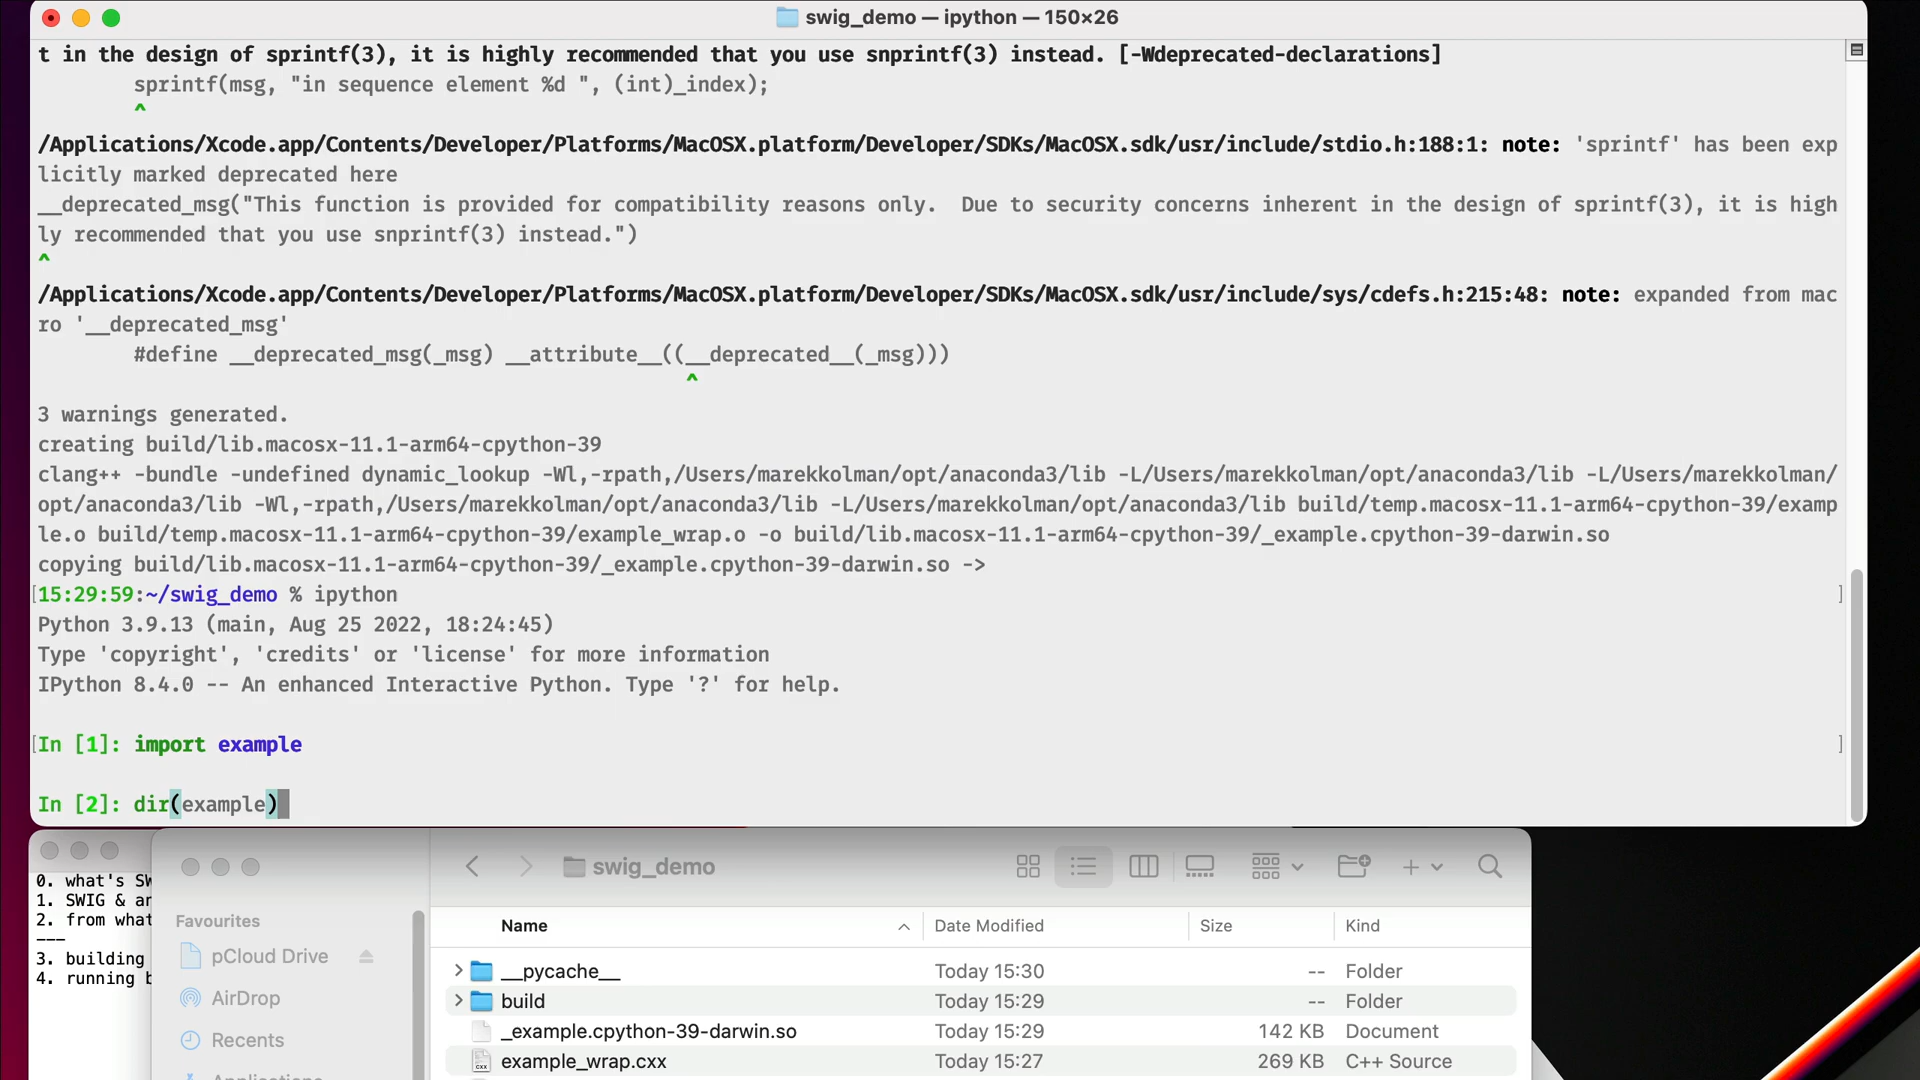 swig_demo — ipython — 150×26
t in the design of sprintf(3), it is highly recommended that you use snprintf(3) instead. [-Wdeprecated-declarations]
sprintf(msg, "in sequence element %d ", (int)_index);
^
/Applications/Xcode.app/Contents/Developer/Platforms/MacOSX.platform/Developer/SDKs/MacOSX.sdk/usr/include/stdio.h:188:1: note: 'sprintf' has been exp
licitly marked deprecated here
__deprecated_msg("This function is provided for compatibility reasons only.  Due to security concerns inherent in the design of sprintf(3), it is high
ly recommended that you use snprintf(3) instead.")
^
/Applications/Xcode.app/Contents/Developer/Platforms/MacOSX.platform/Developer/SDKs/MacOSX.sdk/usr/include/sys/cdefs.h:215:48: note: expanded from mac
ro '__deprecated_msg'
#define __deprecated_msg(_msg) __attribute__((__deprecated__(_msg)))
^
3 warnings generated.
creating build/lib.macosx-11.1-arm64-cpython-39
clang++ -bundle -undefined dynamic_lookup -Wl,-rpath,/Users/marekkolman/opt/anaconda3/lib -L/Users/marekkolman/opt/anaconda3/lib -L/Users/marekkolman/
opt/anaconda3/lib -Wl,-rpath,/Users/marekkolman/opt/anaconda3/lib -L/Users/marekkolman/opt/anaconda3/lib build/temp.macosx-11.1-arm64-cpython-39/examp
le.o build/temp.macosx-11.1-arm64-cpython-39/example_wrap.o -o build/lib.macosx-11.1-arm64-cpython-39/_example.cpython-39-darwin.so
copying build/lib.macosx-11.1-arm64-cpython-39/_example.cpython-39-darwin.so ->
[15:29:59:~/swig_demo % ipython ]
Python 3.9.13 (main, Aug 25 2022, 18:24:45)
Type 'copyright', 'credits' or 'license' for more information
IPython 8.4.0 -- An enhanced Interactive Python. Type '?' for help.
[In [1]: import example ]
In [2]: dir(example)
0. what's SW
1. SWIG & an
2. from what
---
3. building
4. running b
Favourites
pCloud Drive
AirDrop
Recents
swig_demo
Name Date Modified Size Kind
__pycache__ Today 15:30 -- Folder
build Today 15:29 -- Folder
_example.cpython-39-darwin.so Today 15:29 142 KB Document
example_wrap.cxx Today 15:27 269 KB C++ Source